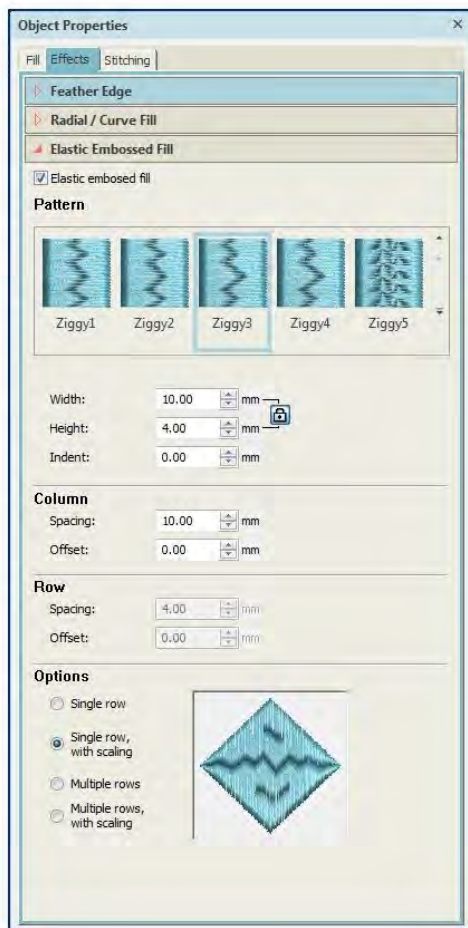 Object Properties
Fill Effects Stitching
Feather Edge
Radial / Curve Fill
Elastic Embossed Fill
Elastic embosed fill
Pattern
Ziggy1 Ziggy2 Ziggy3 Ziggy4 Ziggy5
Width: 10.00 mm
Height: 4.00 mm
Indent: 0.00 mm
Column
Spacing: 10.00 mm
Offset: 0.00 mm
Row
Spacing: 4.00 mm
Offset: 0.00 mm
Options
Single row
Single row,
with scaling
Multiple rows
Multiple rows,
with scaling